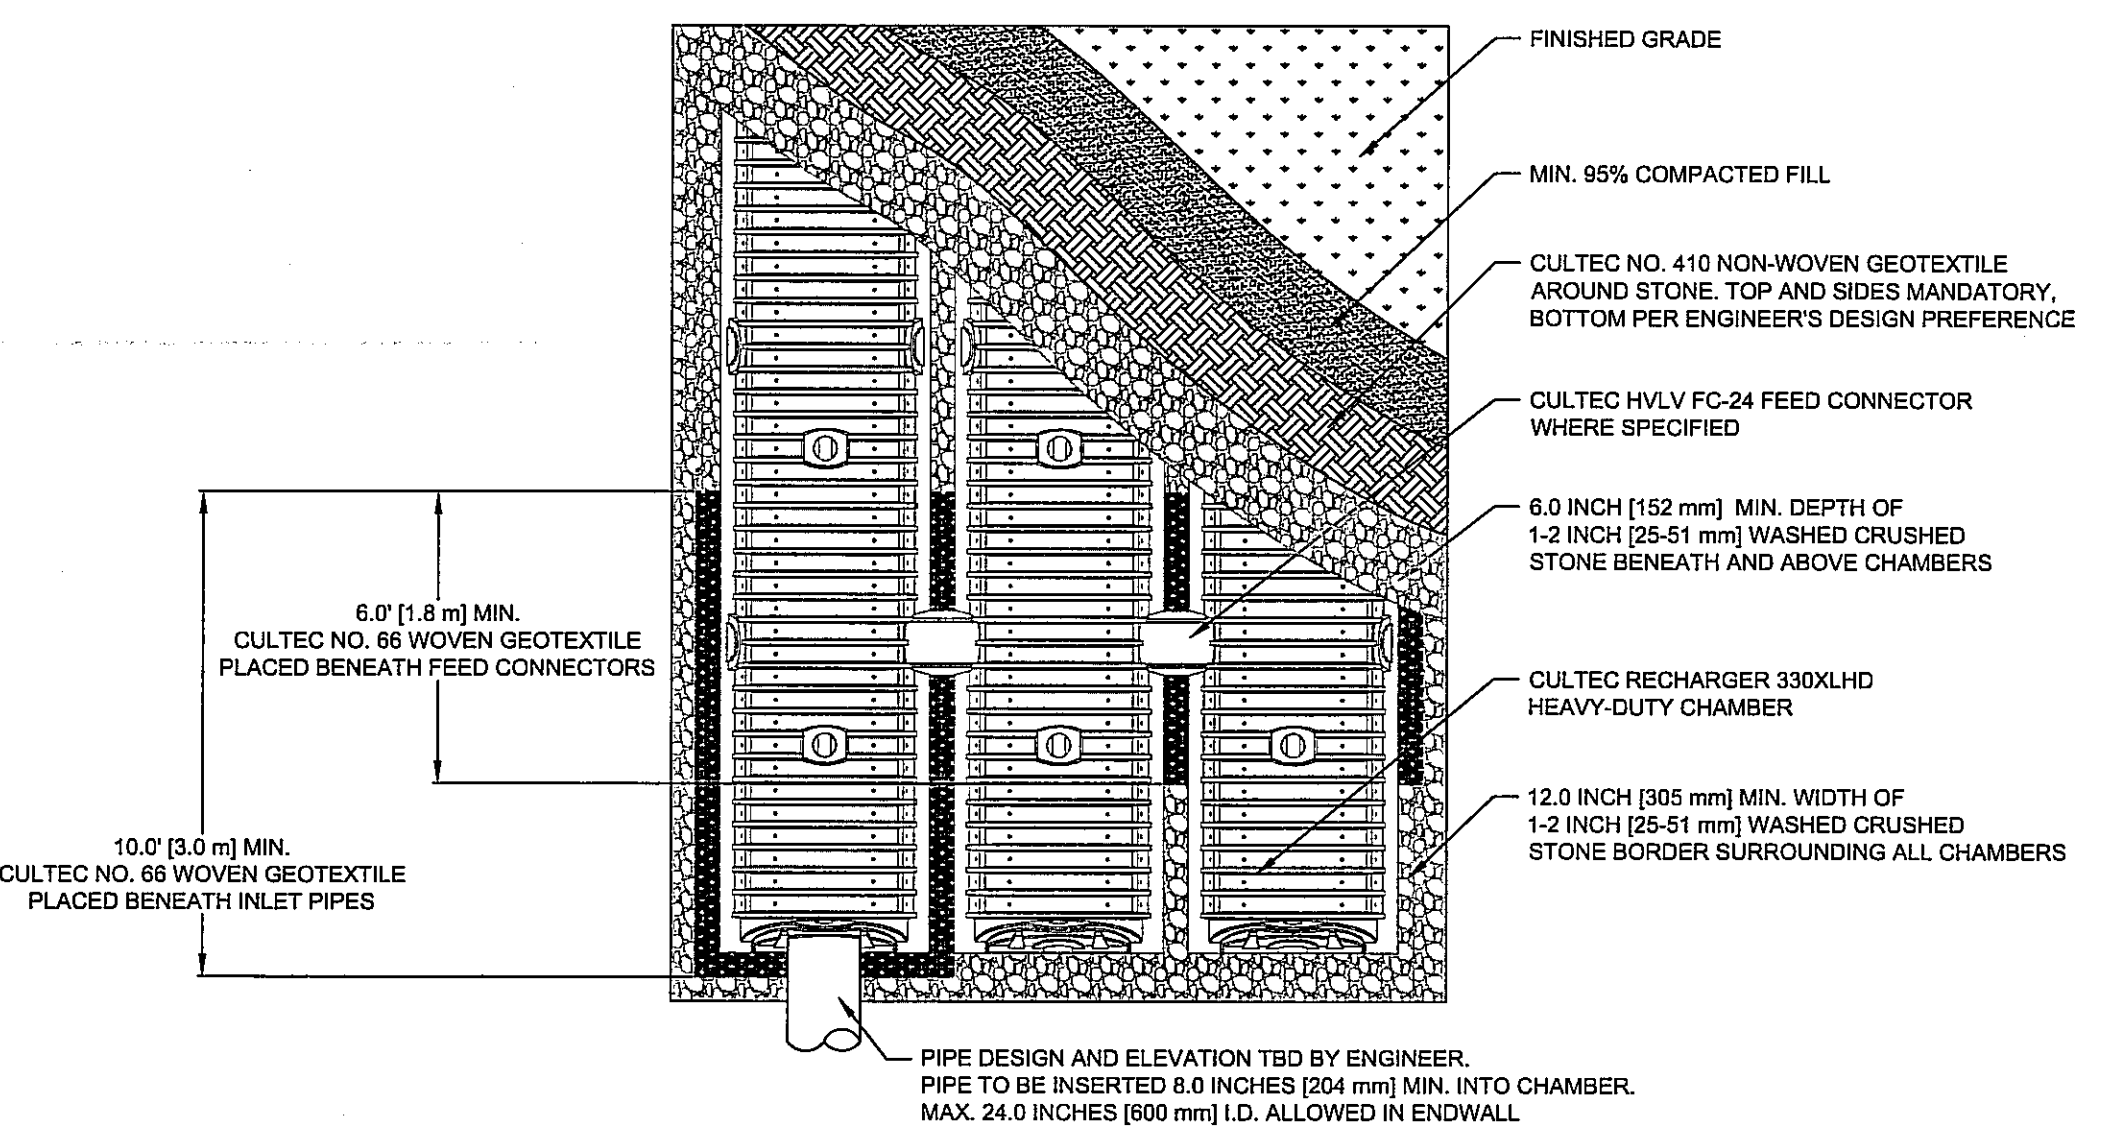 FINISHED GRADE
MIN. 95% COMPACTED FILL
CULTEC NO. 410 NON-WOVEN GEOTEXTILE
AROUND STONE. TOP AND SIDES MANDATORY,
BOTTOM PER ENGINEER'S DESIGN PREFERENCE
CULTEC HVLV FC-24 FEED CONNECTOR
WHERE SPECIFIED
6.0 INCH [152 mm] MIN. DEPTH OF
1-2 INCH [25-51 mm] WASHED CRUSHED
STONE BENEATH AND ABOVE CHAMBERS
6.0' [1.8 m] MIN.
CULTEC NO. 66 WOVEN GEOTEXTILE
PLACED BENEATH FEED CONNECTORS
CULTEC RECHARGER 330XLHD
HEAVY-DUTY CHAMBER
12.0 INCH [305 mm] MIN. WIDTH OF
1-2 INCH [25-51 mm] WASHED CRUSHED
STONE BORDER SURROUNDING ALL CHAMBERS
10.0' [3.0 m] MIN.
CULTEC NO. 66 WOVEN GEOTEXTILE
PLACED BENEATH INLET PIPES
PIPE DESIGN AND ELEVATION TBD BY ENGINEER.
PIPE TO BE INSERTED 8.0 INCHES [204 mm] MIN. INTO CHAMBER.
MAX. 24.0 INCHES [600 mm] I.D. ALLOWED IN ENDWALL